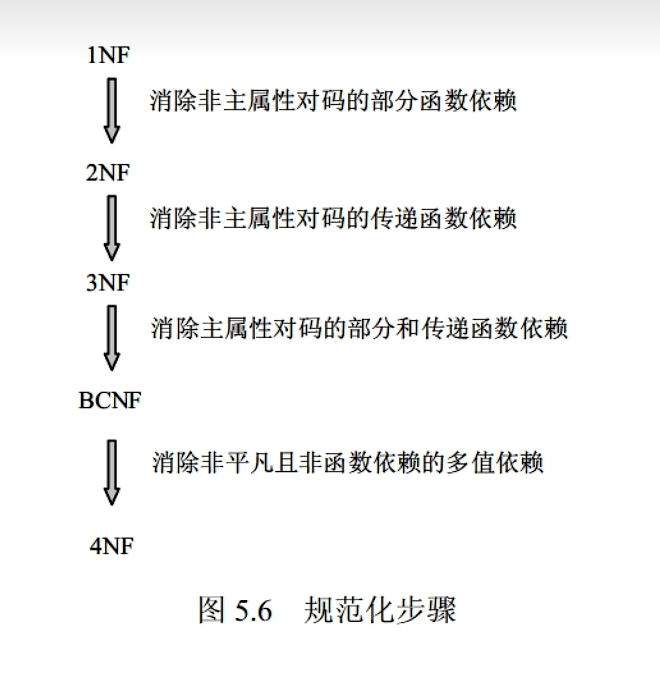 1NF
消除非主属性对码的部分函数依赖
2NF
消除非主属性对码的传递函数依赖
3NF
消除主属性对码的部分和传递函数依赖
BCNF
消除非平凡且非函数依赖的多值依赖
4NF
图 5.6 规范化步骤